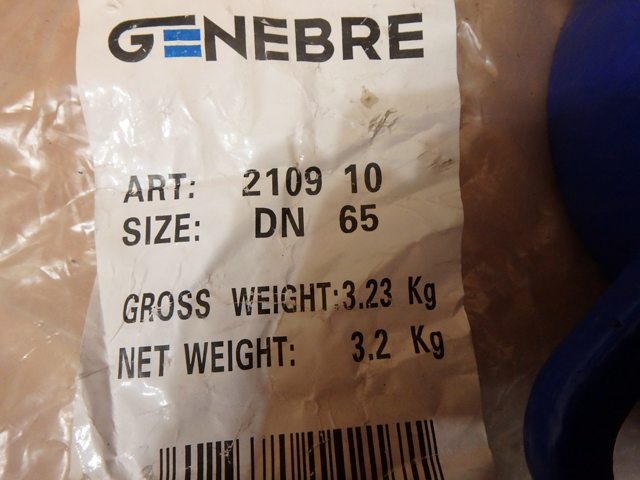 GENEBRE
ART: 2109 10
SIZE: DN 65
GROSS WEIGHT:3.23 Kg
NET WEIGHT: 3.2 Kg